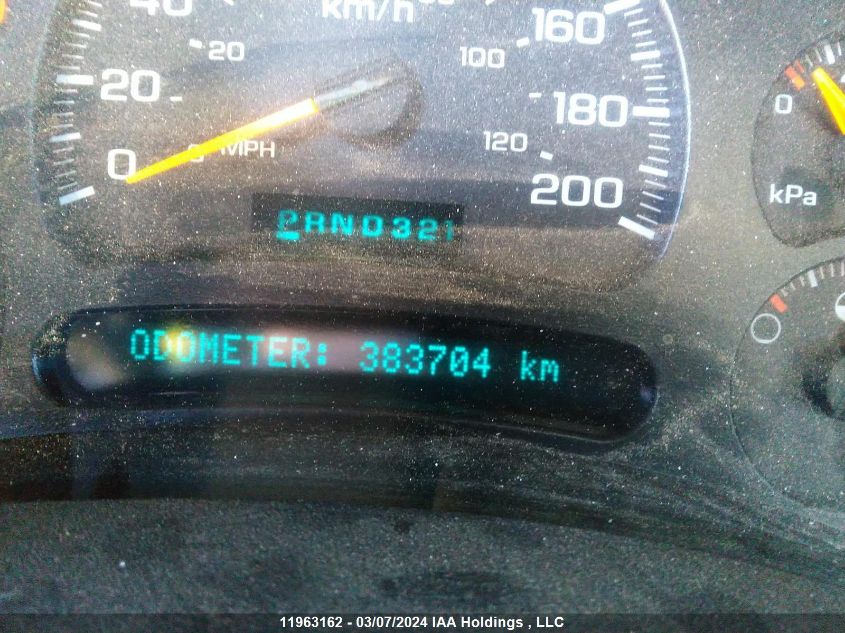 40 km/h 160
20 100
20 180
0 0 MPH 120
200
0
kPa
PRND321
ODOMETER: 383704 km
11963162 - 03/07/2024 IAA Holdings , LLC